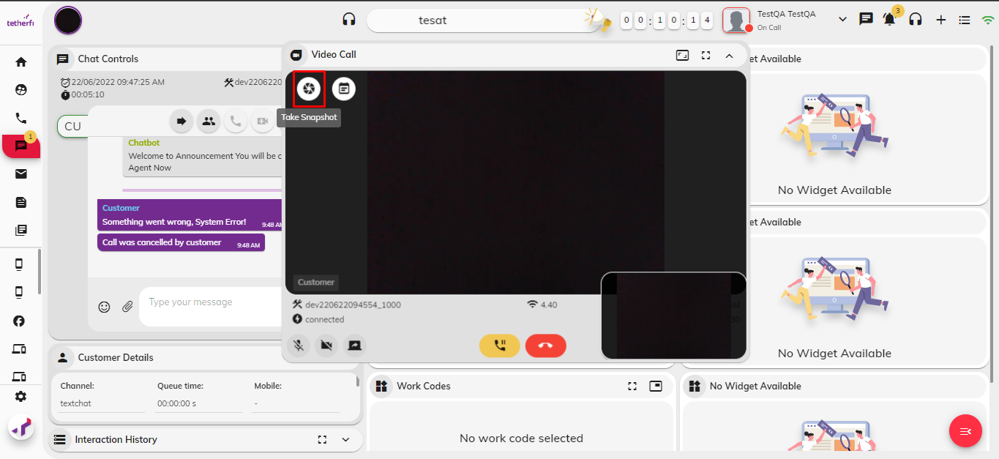 tetherfi
tesat
0 0 : 1 0 : 1 4
TestQA TestQA
On Call
3
Chat Controls
22/06/2022 09:47:25 AM
dev2206220
00:05:10
CU
1
Chatbot
Welcome to Announcement You will be c
Agent Now
Customer
Something went wrong, System Error!
9:48 AM
Call was cancelled by customer
9:48 AM
Type your message
Video Call
Take Snapshot
Customer
dev220622094554_1000
4.40
connected
et Available
No Widget Available
et Available
No Widget Available
Customer Details
Channel:
Queue time:
Mobile:
textchat
00:00:00 s
-
Interaction History
Work Codes
No work code selected
No Widget Available